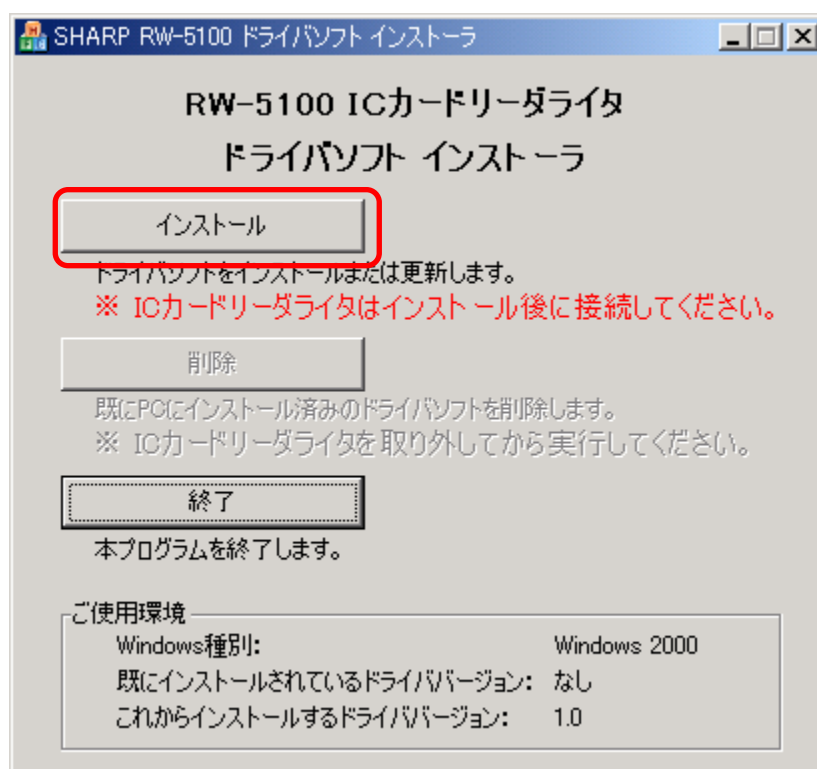 SHARP RW-5100 ドライバソフト インストーラ
RW-5100 ICカードリーダライタ
ドライバソフト インストーラ
インストール
ドライバソフトをインストールまたは更新します。
※ ICカードリーダライタはインストール後に接続してください。
削除
既にPCにインストール済みのドライバソフトを削除します。
※ ICカードリーダライタを取り外してから実行してください。
終了
本プログラムを終了します。
ご使用環境
Windows種別: Windows 2000
既にインストールされているドライババージョン: なし
これからインストールするドライババージョン: 1.0